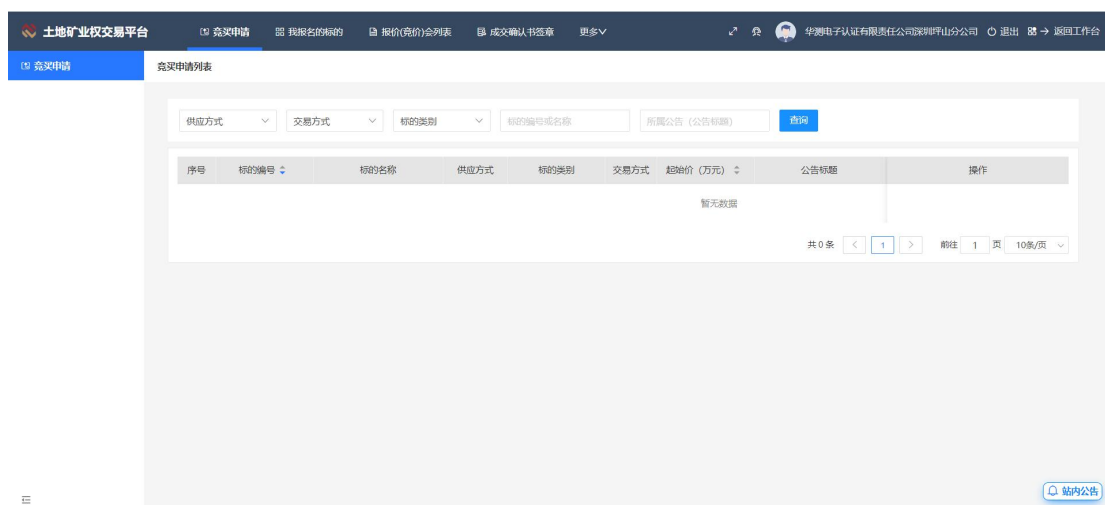 土地矿业权交易平台 竞买申请 我报名的标的 报价(竞价)会列表 成交确认书签章 更多 华测电子认证有限责任公司深圳坪山分公司 退出 返回工作台
竞买申请 竞买申请列表
供应方式 交易方式 标的类别 标的编号或名称 所属公告（公告标题） 查询
序号 标的编号 标的名称 供应方式 标的类别 交易方式 起始价（万元） 公告标题 操作
暂无数据
共 0 条 1 前往 1 页 10条/页
站内公告